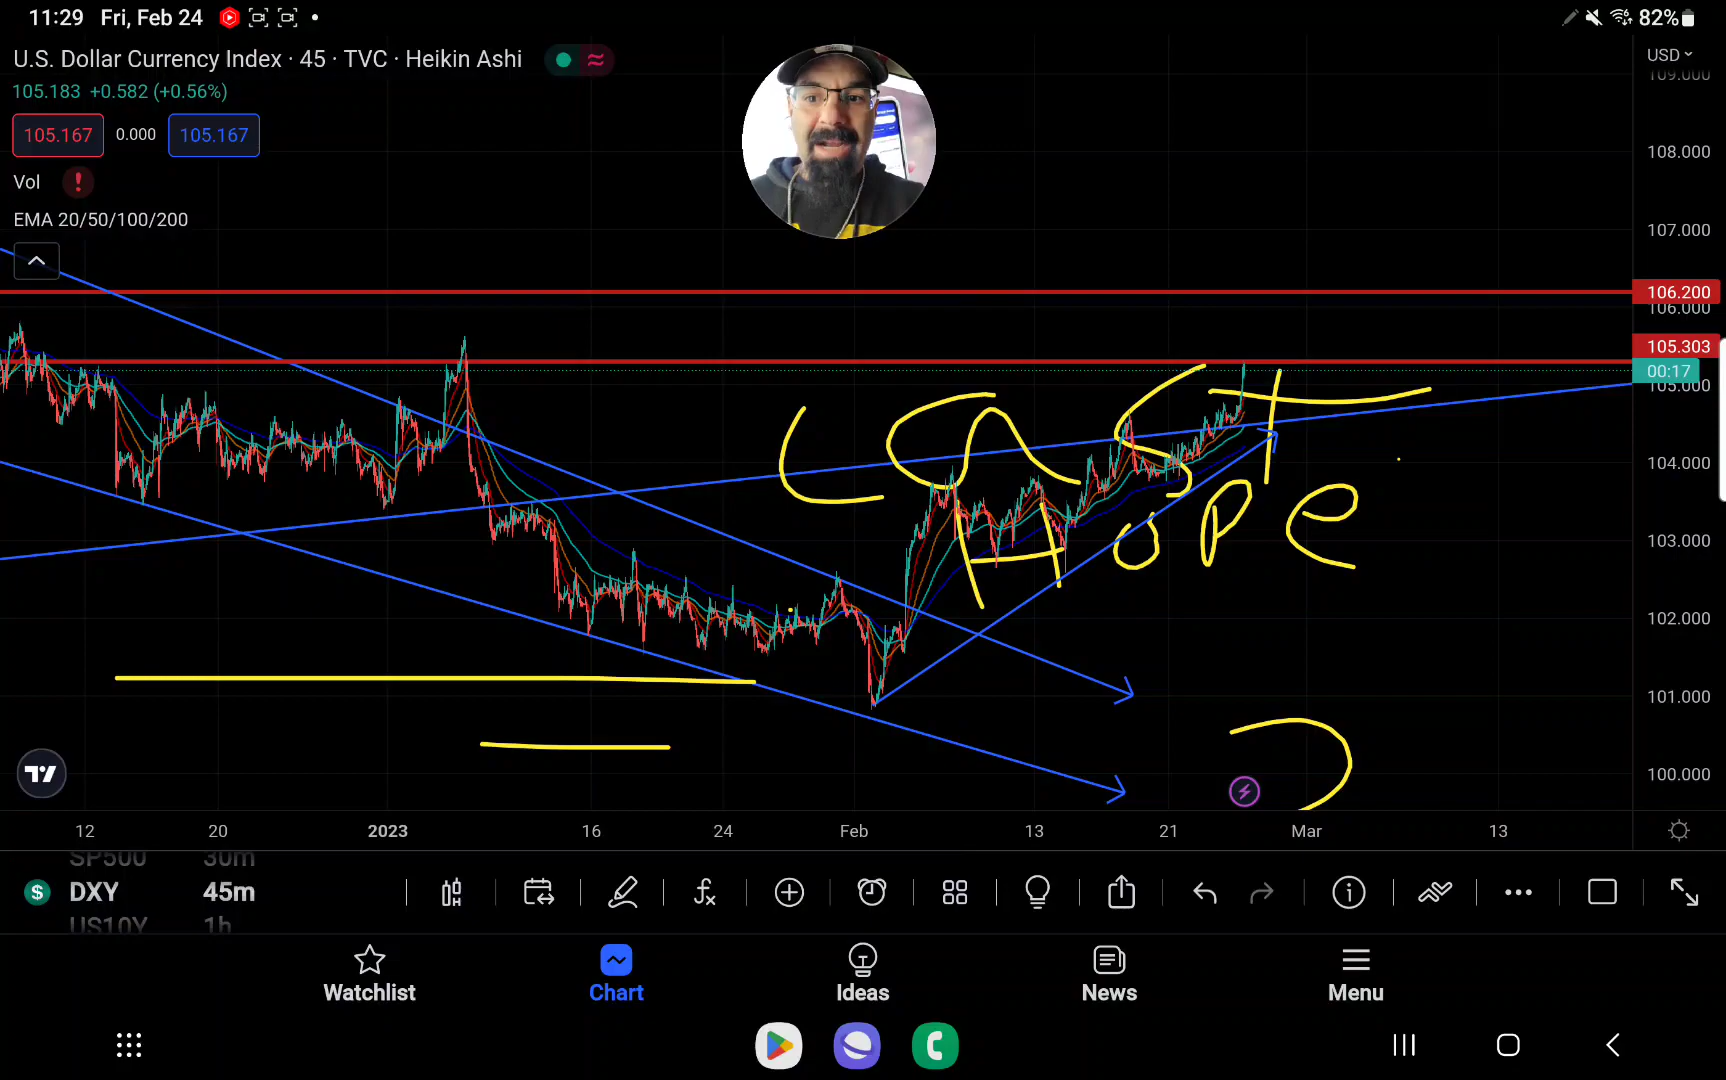 11:29 Fri, Feb 24 82%
U.S. Dollar Currency Index · 45 · TVC · Heikin Ashi
USD
109.000
105.183 +0.582 (+0.56%)
105.167 0.000 105.167
108.000
Vol !
EMA 20/50/100/200
107.000
106.200
106.000
105.303
00:17
105.000
Last
104.000
Hope
103.000
102.000
101.000
100.000
12 20 2023 16 24 Feb 13 21 Mar 13
SP500 30m
DXY 45m
US10Y 1h
Watchlist Chart Ideas News Menu